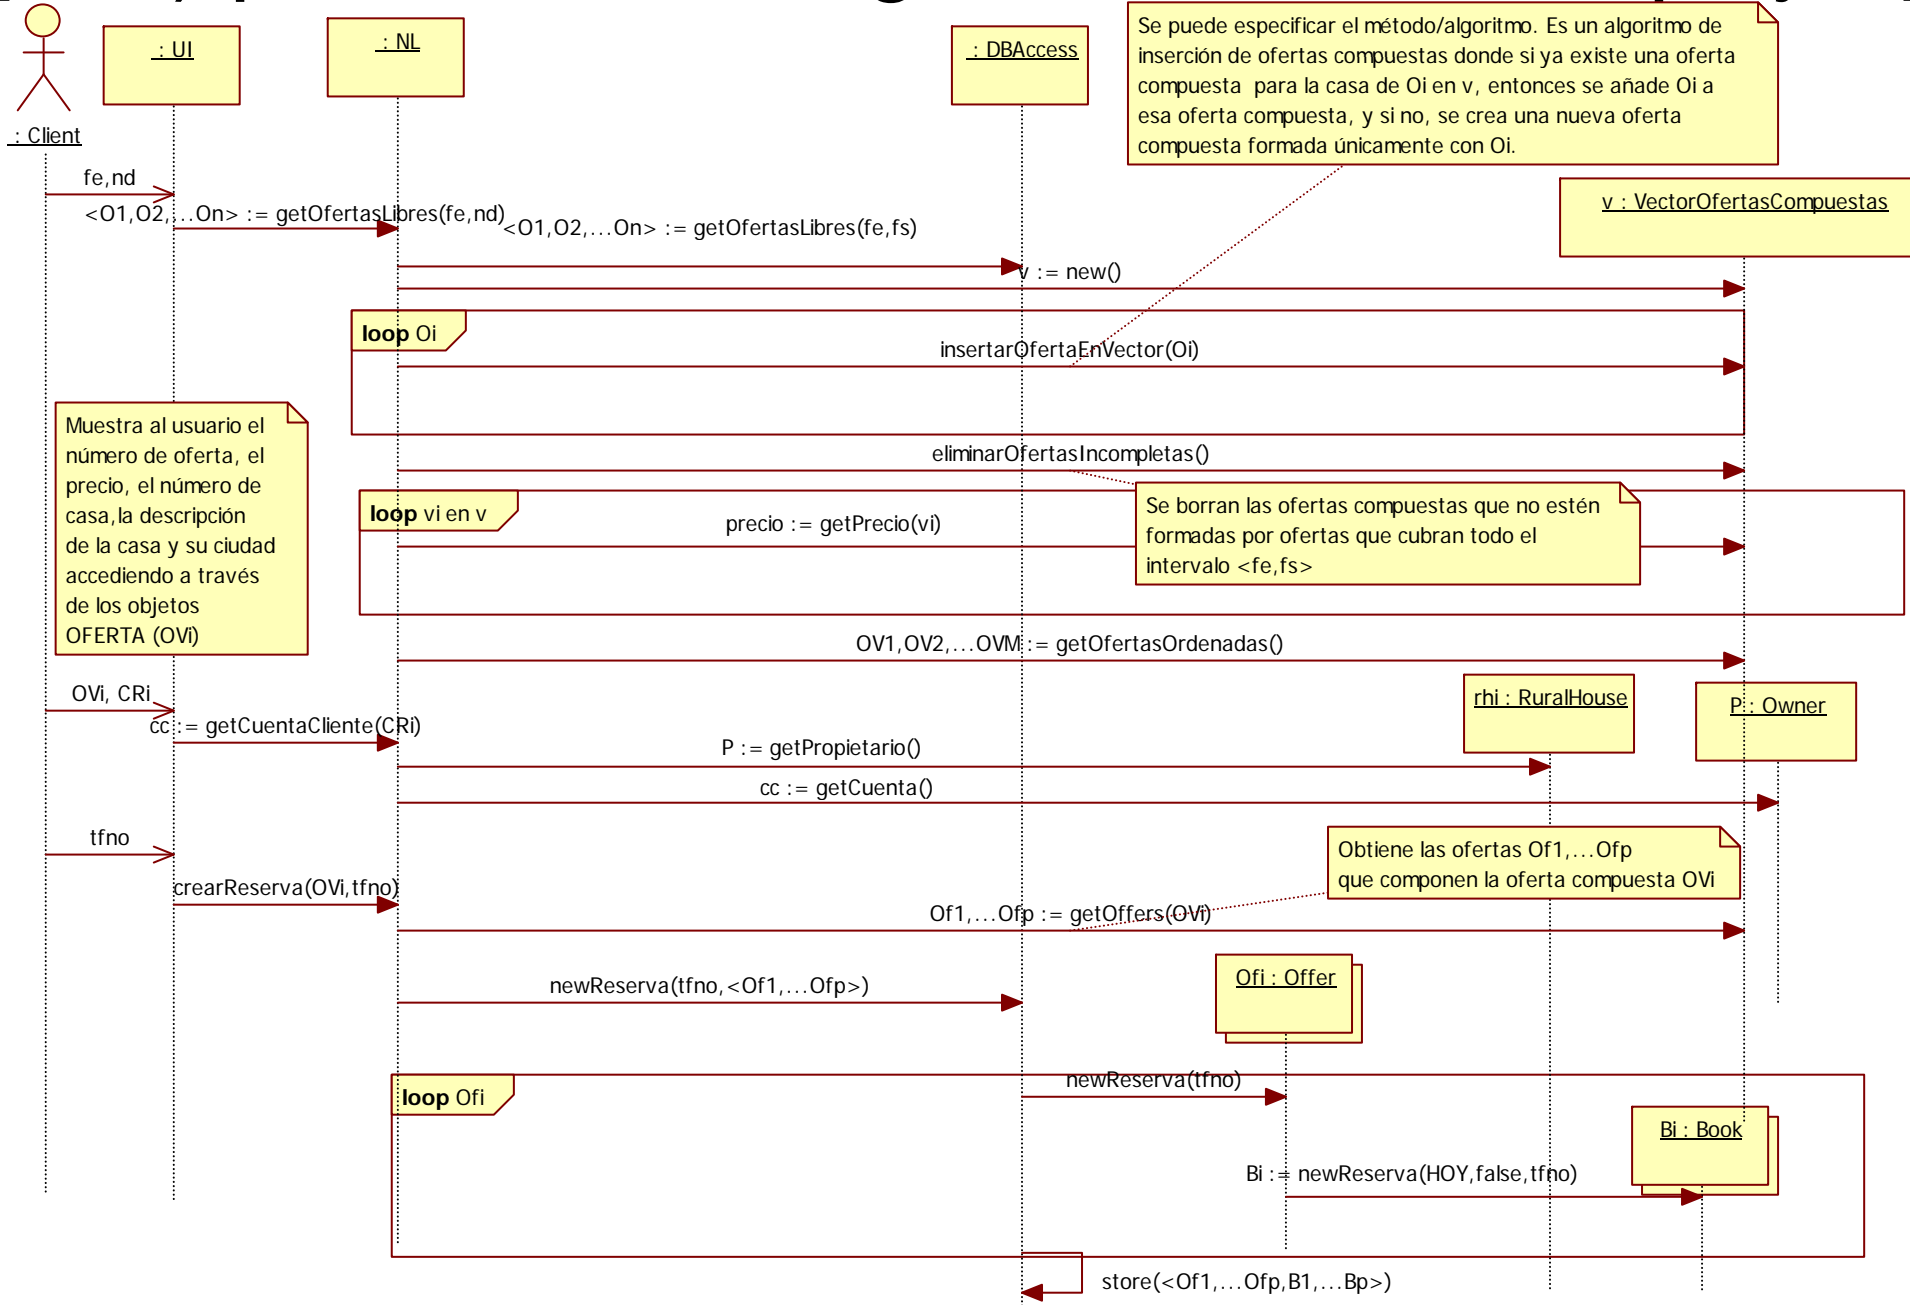 : UI
: NL
: DBAccess
Se puede especificar el método/algoritmo. Es un algoritmo de
inserción de ofertas compuestas donde si ya existe una oferta
compuesta para la casa de Oi en v, entonces se añade Oi a
esa oferta compuesta, y si no, se crea una nueva oferta
compuesta formada únicamente con Oi.
: Client
fe,nd
v : VectorOfertasCompuestas
<O1,O2,...On> := getOfertasLibres(fe,nd)
<O1,O2,...On> := getOfertasLibres(fe,fs)
v := new()
loop Oi
insertarOfertaEnVector(Oi)
Muestra al usuario el
número de oferta, el
precio, el número de
casa,la descripción
de la casa y su ciudad
accediendo a través
de los objetos
OFERTA (OVi)
eliminarOfertasIncompletas()
loop vi en v
precio := getPrecio(vi)
Se borran las ofertas compuestas que no estén
formadas por ofertas que cubran todo el
intervalo <fe,fs>
OV1,OV2,...OVM := getOfertasOrdenadas()
OVi, CRi
rhi : RuralHouse
P : Owner
cc := getCuentaCliente(CRi)
P := getPropietario()
cc := getCuenta()
tfno
Obtiene las ofertas Of1,...Ofp
que componen la oferta compuesta OVi
crearReserva(OVi,tfno)
Of1,...Ofp := getOffers(OVi)
Ofi : Offer
newReserva(tfno,<Of1,...Ofp>)
loop Ofi
newReserva(tfno)
Bi : Book
Bi := newReserva(HOY,false,tfno)
store(<Of1,...Ofp,B1,...Bp>)